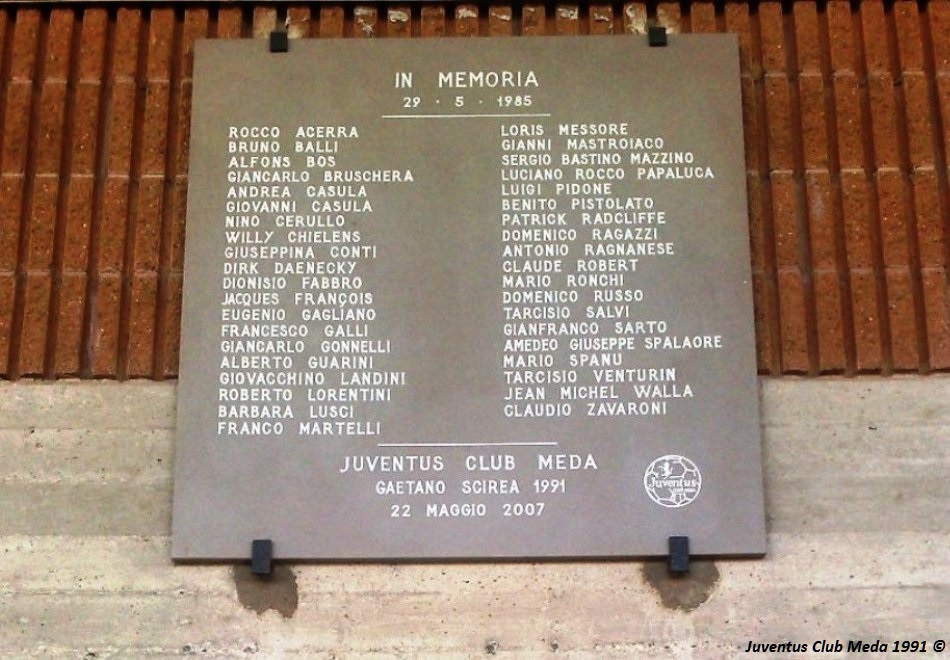 IN MEMORIA
29 · 5 · 1985
ROCCO ACERRA
BRUNO BALLI
ALFONS BOS
GIANCARLO BRUSCHERA
ANDREA CASULA
GIOVANNI CASULA
NINO CERULLO
WILLY CHIELENS
GIUSEPPINA CONTI
DIRK DAENECKY
DIONISIO FABBRO
JACQUES FRANÇOIS
EUGENIO GAGLIANO
FRANCESCO GALLI
GIANCARLO GONNELLI
ALBERTO GUARINI
GIOVACCHINO LANDINI
ROBERTO LORENTINI
BARBARA LUSCI
FRANCO MARTELLI
LORIS MESSORE
GIANNI MASTROIACO
SERGIO BASTINO MAZZINO
LUCIANO ROCCO PAPALUCA
LUIGI PIDONE
BENITO PISTOLATO
PATRICK RADCLIFFE
DOMENICO RAGAZZI
ANTONIO RAGNANESE
CLAUDE ROBERT
MARIO RONCHI
DOMENICO RUSSO
TARCISIO SALVI
GIANFRANCO SARTO
AMEDEO GIUSEPPE SPALAORE
MARIO SPANU
TARCISIO VENTURIN
JEAN MICHEL WALLA
CLAUDIO ZAVARONI
JUVENTUS CLUB MEDA
GAETANO SCIREA 1991
22 MAGGIO 2007
Juventus
Juventus Club Meda 1991 ©